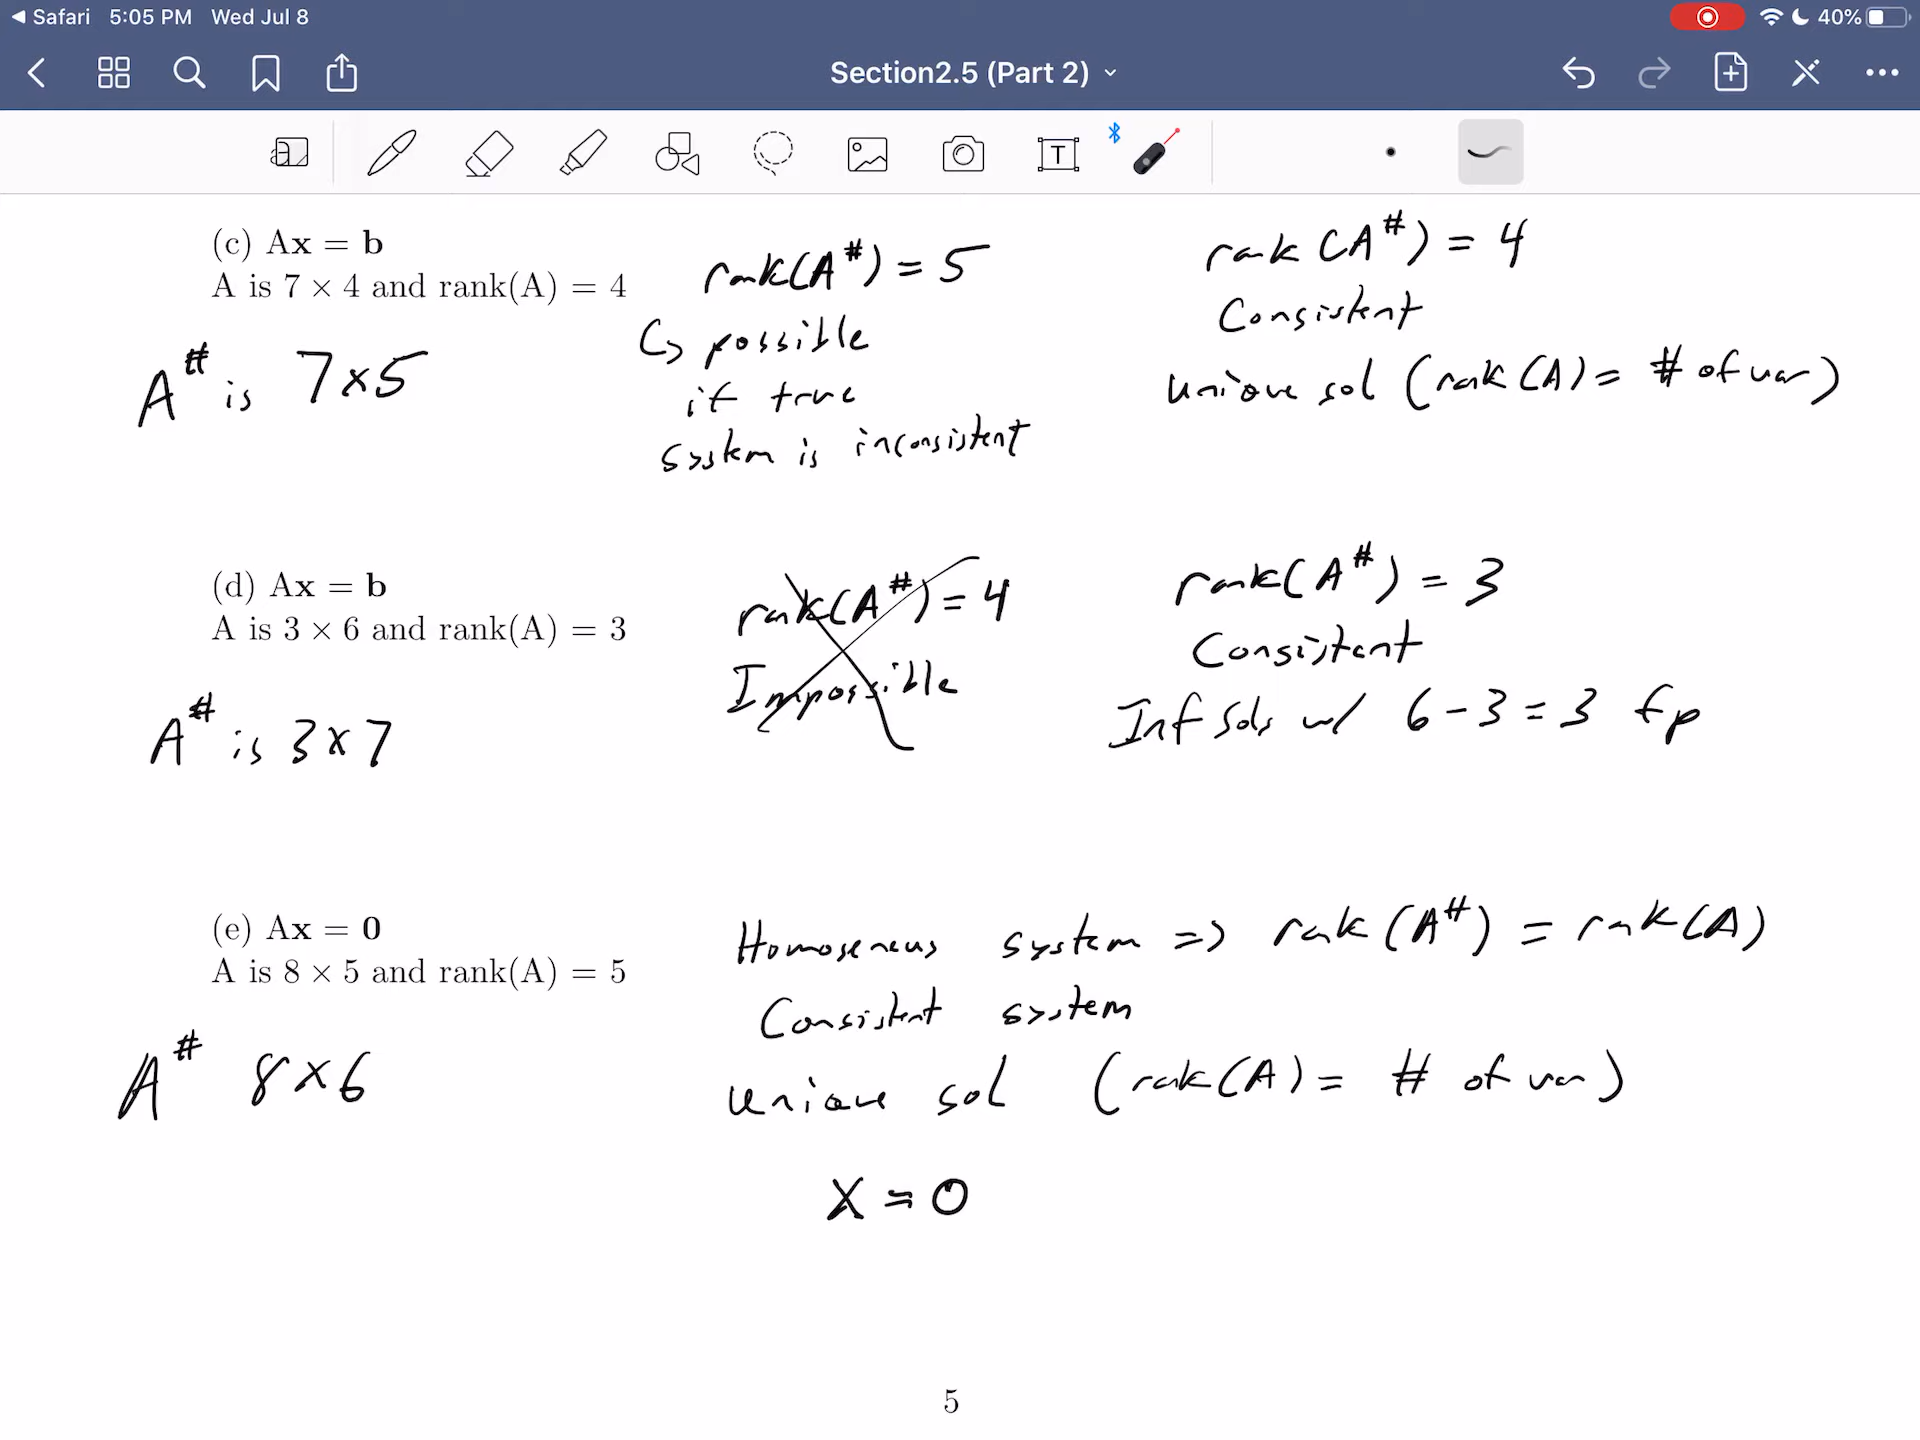 Safari 5:05 PM Wed Jul 8 40%
Section2.5 (Part 2)
(c) Ax = b
A is 7 × 4 and rank(A) = 4
A# is 7×5
rank(A#) = 5
possible
if true
system is inconsistent
rank(A#) = 4
Consistent
unique sol (rank(A) = # of var)
(d) Ax = b
A is 3 × 6 and rank(A) = 3
A# is 3×7
rank(A#) = 4
Impossible
rank(A#) = 3
Consistent
Inf Sols w/ 6-3=3 fp
(e) Ax = 0
A is 8 × 5 and rank(A) = 5
A# 8×6
Homogeneus system => rank(A#) = rank(A)
Consistent system
unique sol (rank(A) = # of var)
X = 0
5